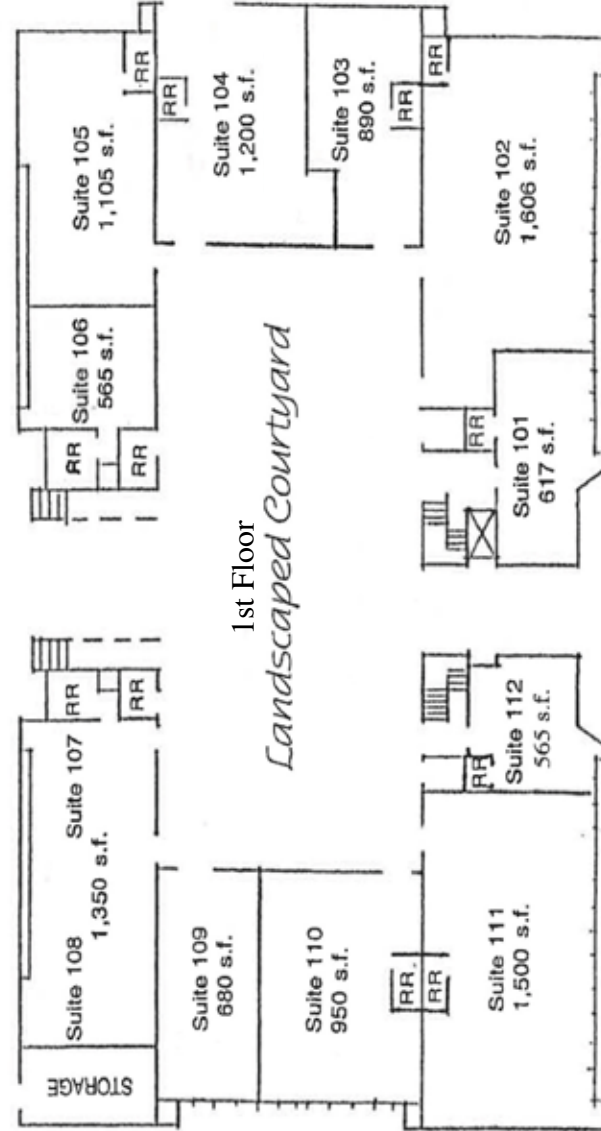 STORAGE
Suite 108
Suite 107
1,350 s.f.
RR
RR
RR
RR
Suite 106
565 s.f.
Suite 105
1,105 s.f.
RR
RR
Suite 104
1,200 s.f.
Suite 103
890 s.f.
RR
RR
Suite 109
680 s.f.
Suite 110
950 s.f.
RR
RR
1st Floor
Landscaped Courtyard
Suite 111
1,500 s.f.
RR
Suite 112
565 s.f.
Suite 101
617 s.f.
RR
Suite 102
1,606 s.f.